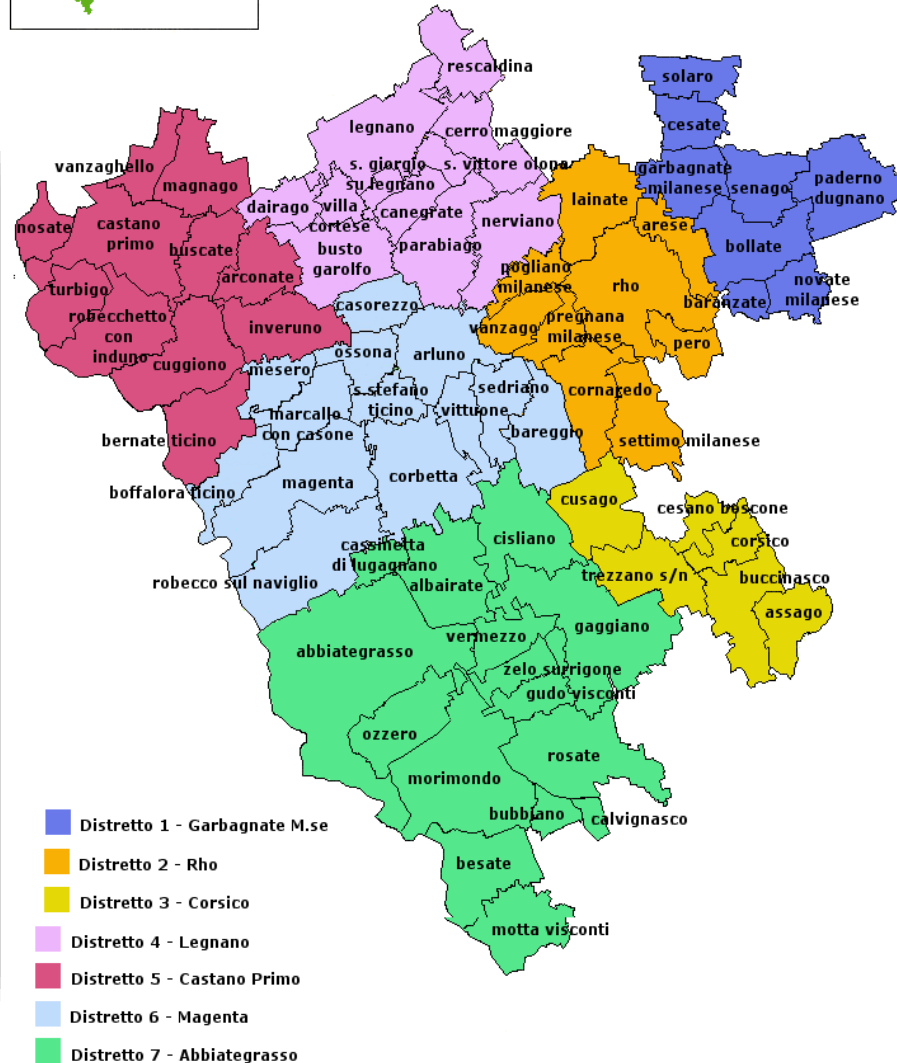 rescaldina
solaro
legnano
cerro maggiore
cesate
vanzaghello
s. giorgio
su legnano
s. vittore olona
garbagnate
milanese
senago
paderno
dugnano
magnago
dairago
villa
cortese
canegrate
nerviano
lainate
nosate
castano
primo
buscate
arese
bollate
busto
garolfo
parabiago
arconate
pogliano
milanese
rho
turbigo
novate
milanese
baranzate
casorezzo
robecchetto
con
induno
inveruno
vanzago
pregnana
milanese
pero
cuggiono
mesero
ossona
arluno
s.stefano
ticino
sedriano
cornaredo
marcallo
con casone
vittuone
bareggio
settimo milanese
bernate ticino
boffalora ticino
magenta
corbetta
cusago
cesano boscone
cassinetta
di lugagnano
cisliano
corsico
robecco sul naviglio
albairate
trezzano s/n
buccinasco
assago
abbiategrasso
vermezzo
gaggiano
zelo surrigone
gudo visconti
ozzero
rosate
morimondo
bubbiano
calvignasco
besate
motta visconti
Distretto 1 - Garbagnate M.se
Distretto 2 - Rho
Distretto 3 - Corsico
Distretto 4 - Legnano
Distretto 5 - Castano Primo
Distretto 6 - Magenta
Distretto 7 - Abbiategrasso